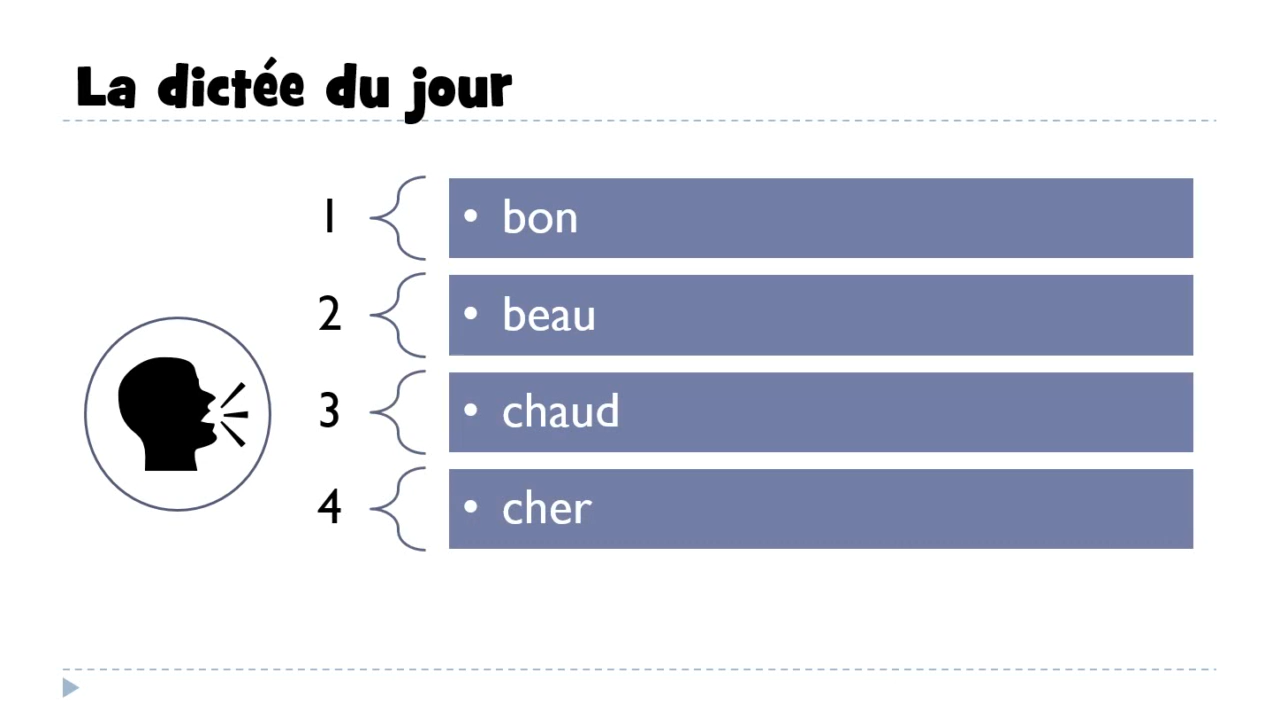 La dictée du jour
1 • bon
2 • beau
3 • chaud
4 • cher